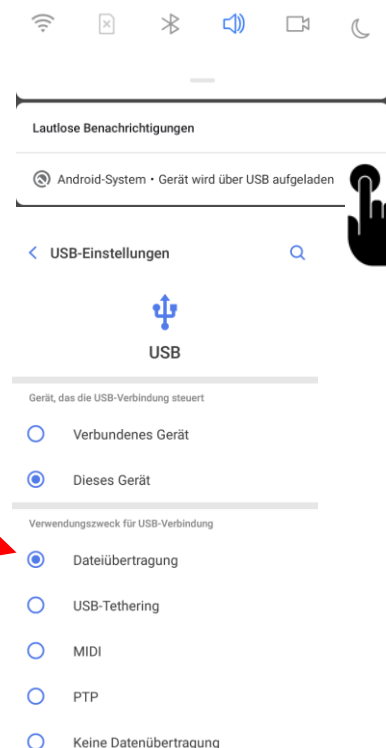 Lautlose Benachrichtigungen
Android-System • Gerät wird über USB aufgeladen
USB-Einstellungen
USB
Gerät, das die USB-Verbindung steuert
Verbundenes Gerät
Dieses Gerät
Verwendungszweck für USB-Verbindung
Dateiübertragung
USB-Tethering
MIDI
PTP
Keine Datenübertragung